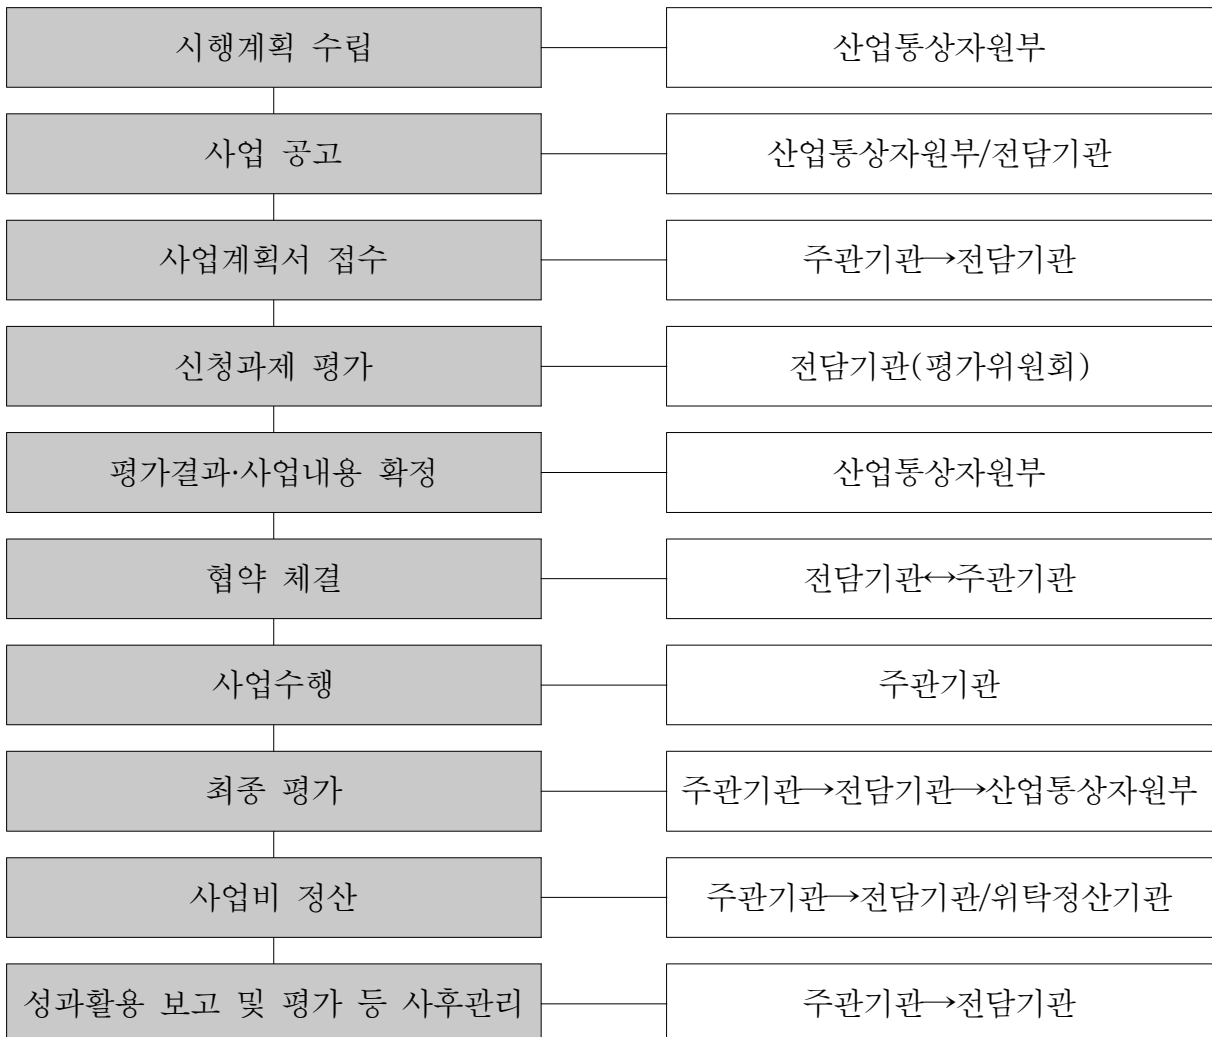 시행계획 수립
산업통상자원부
사업 공고
산업통상자원부/전담기관
사업계획서 접수
주관기관→전담기관
신청과제 평가
전담기관(평가위원회)
평가결과·사업내용 확정
산업통상자원부
협약 체결
전담기관↔주관기관
사업수행
주관기관
최종 평가
주관기관→전담기관→산업통상자원부
사업비 정산
주관기관→전담기관/위탁정산기관
성과활용 보고 및 평가 등 사후관리
주관기관→전담기관